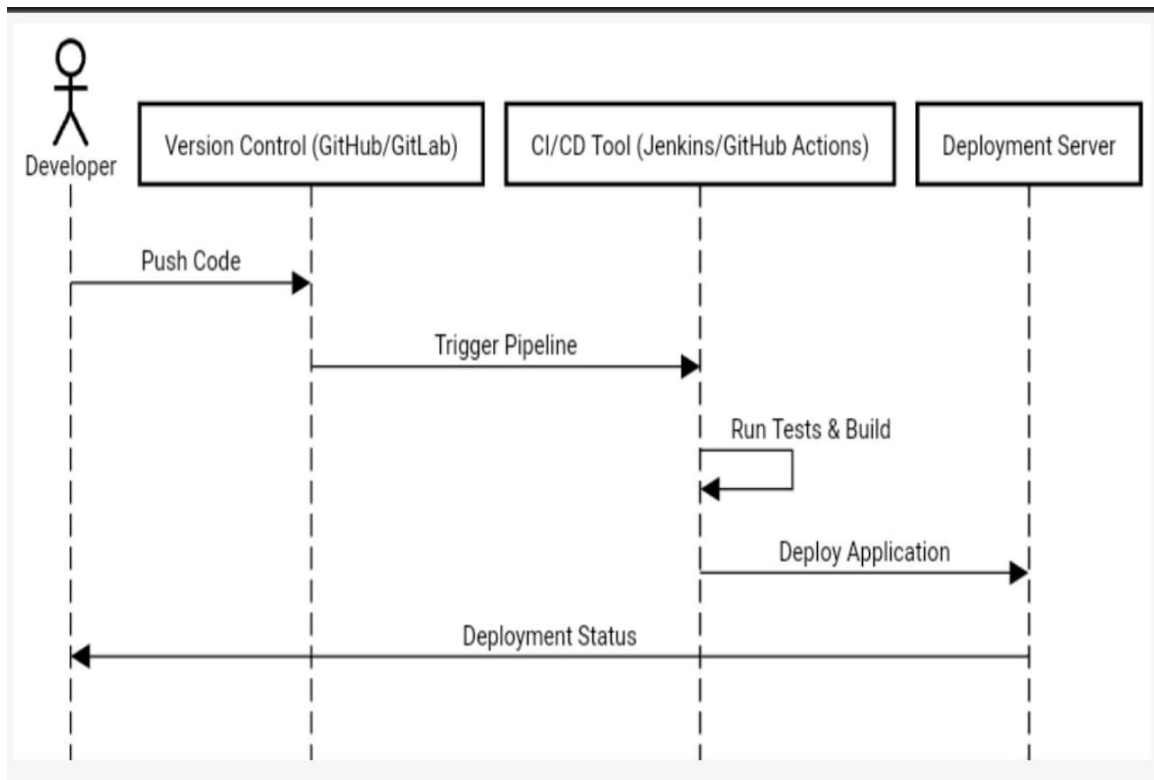 Developer
Version Control (GitHub/GitLab)
CI/CD Tool (Jenkins/GitHub Actions)
Deployment Server
Push Code
Trigger Pipeline
Run Tests & Build
Deploy Application
Deployment Status